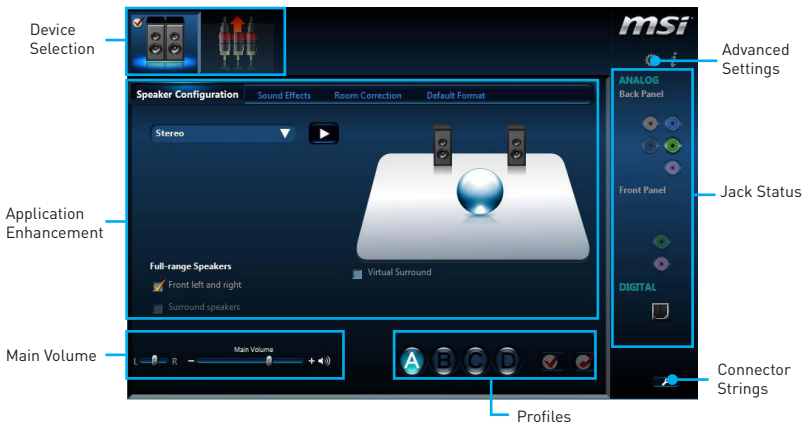 Device
Selection
msi
Advanced
Settings
i
Speaker Configuration Sound Effects Room Correction Default Format
ANALOG
Back Panel
Stereo
Front Panel
Jack Status
Application
Enhancement
Full-range Speakers
Front left and right
Virtual Surround
Surround speakers
DIGITAL
Main Volume
Main Volume
L R - +
A B C D
Connector
Strings
Profiles